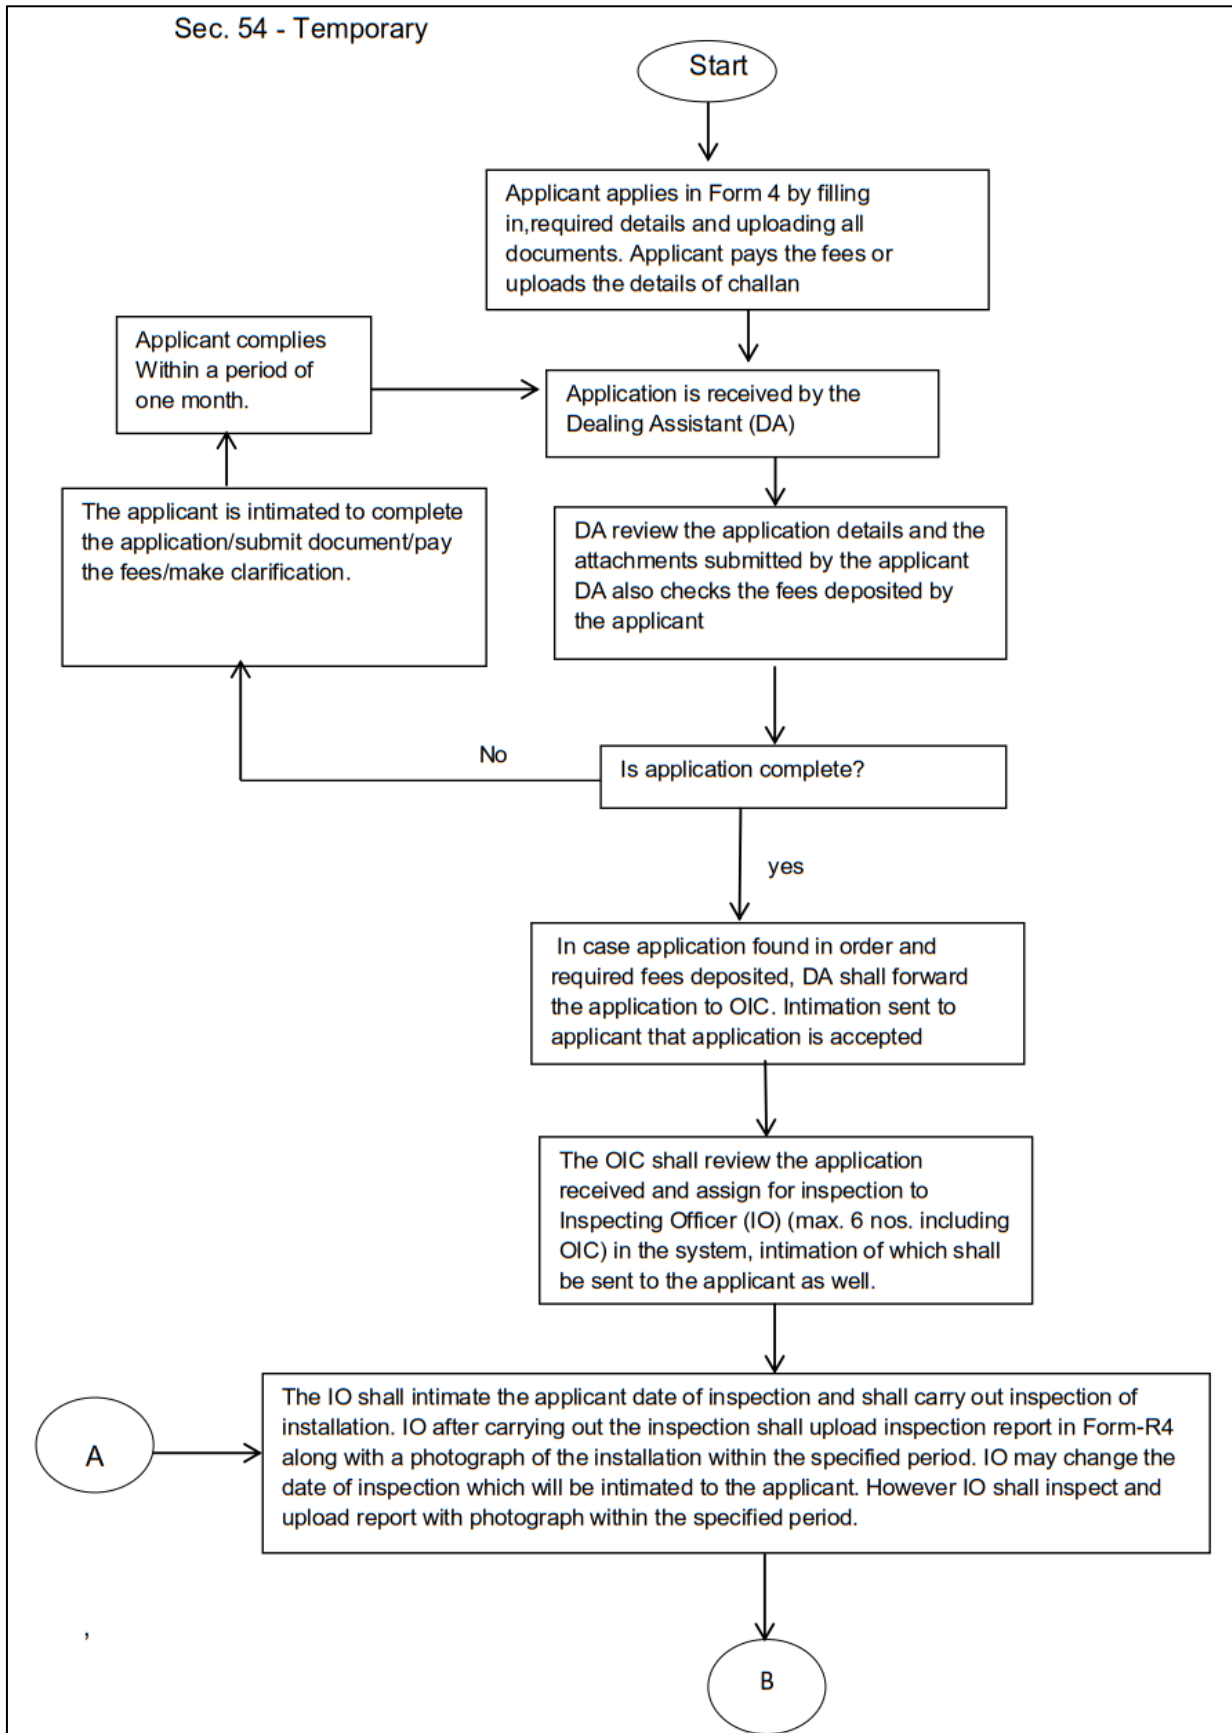 Sec. 54 - Temporary
Start
Applicant applies in Form 4 by filling
in,required details and uploading all
documents. Applicant pays the fees or
uploads the details of challan
Applicant complies
Within a period of
one month.
Application is received by the
Dealing Assistant (DA)
The applicant is intimated to complete
the application/submit document/pay
the fees/make clarification.
DA review the application details and the
attachments submitted by the applicant
DA also checks the fees deposited by
the applicant
No
Is application complete?
yes
In case application found in order and
required fees deposited, DA shall forward
the application to OIC. Intimation sent to
applicant that application is accepted
The OIC shall review the application
received and assign for inspection to
Inspecting Officer (IO) (max. 6 nos. including
OIC) in the system, intimation of which shall
be sent to the applicant as well.
A
The IO shall intimate the applicant date of inspection and shall carry out inspection of
installation. IO after carrying out the inspection shall upload inspection report in Form-R4
along with a photograph of the installation within the specified period. IO may change the
date of inspection which will be intimated to the applicant. However IO shall inspect and
upload report with photograph within the specified period.
,
B